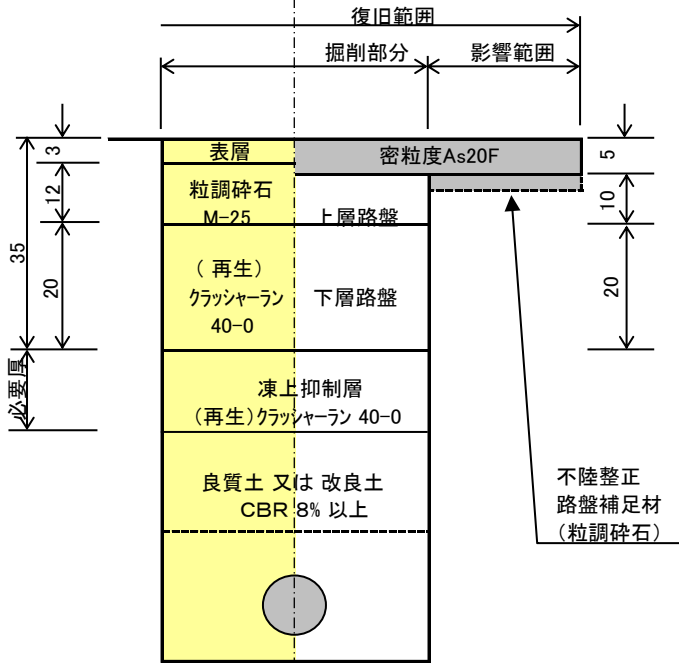 復旧範囲
掘削部分
影響範囲
3
12
20
35
必要厚
表層
密粒度As20F
5
10
20
粒調砕石
M-25
上層路盤
（ 再生）
クラッシャーラン
40-0
下層路盤
凍上抑制層
（再生）クラッシャーラン 40-0
良質土 又は 改良土
CBR 8% 以上
不陸整正
路盤補足材
（粒調砕石）